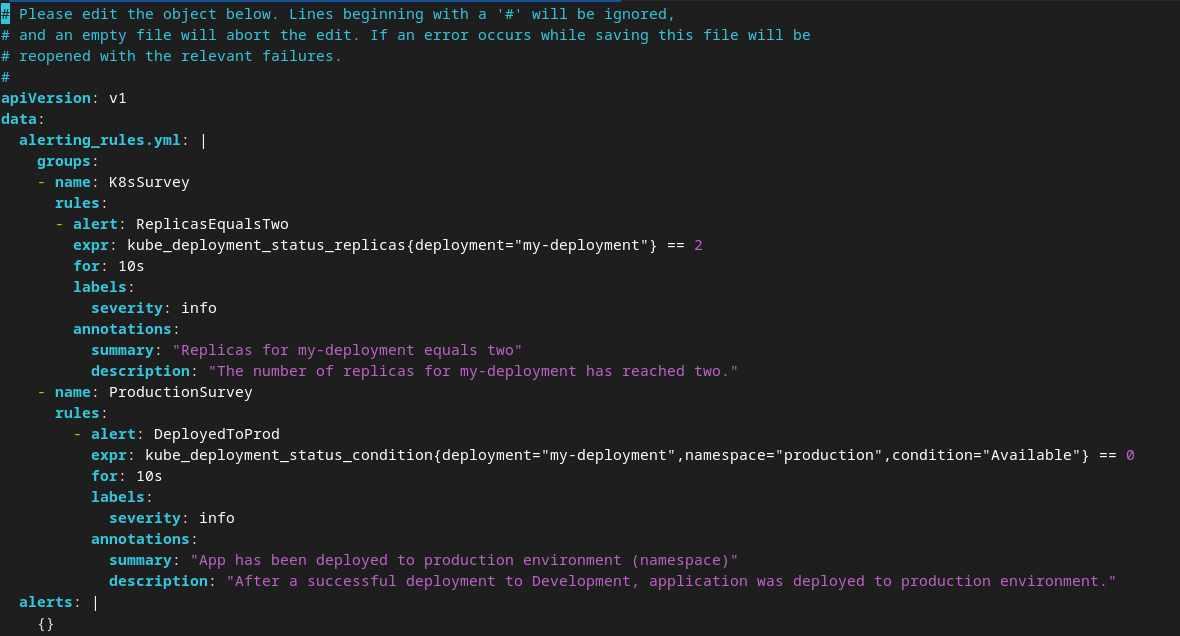 # Please edit the object below. Lines beginning with a '#' will be ignored,
# and an empty file will abort the edit. If an error occurs while saving this file will be
# reopened with the relevant failures.
#
apiVersion: v1
data:
  alerting_rules.yml: |
    groups:
    - name: K8sSurvey
      rules:
      - alert: ReplicasEqualsTwo
        expr: kube_deployment_status_replicas{deployment="my-deployment"} == 2
        for: 10s
        labels:
          severity: info
        annotations:
          summary: "Replicas for my-deployment equals two"
          description: "The number of replicas for my-deployment has reached two."
    - name: ProductionSurvey
      rules:
        - alert: DeployedToProd
          expr: kube_deployment_status_condition{deployment="my-deployment",namespace="production",condition="Available"} == 0
          for: 10s
          labels:
            severity: info
          annotations:
            summary: "App has been deployed to production environment (namespace)"
            description: "After a successful deployment to Development, application was deployed to production environment."
  alerts: |
    {}